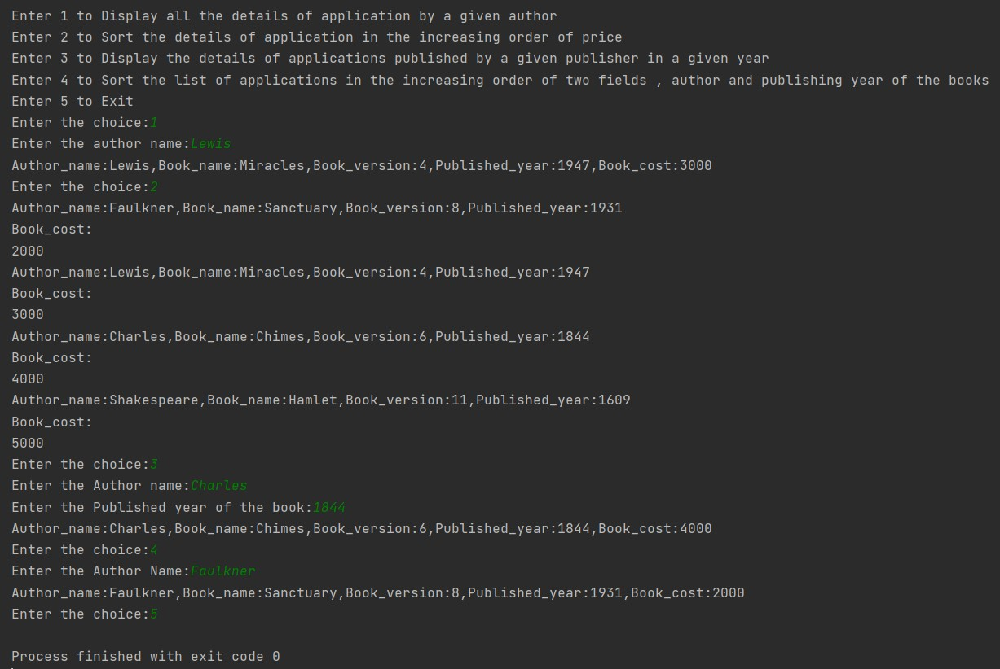 Enter 1 to Display all the details of application by a given author
Enter 2 to Sort the details of application in the increasing order of price
Enter 3 to Display the details of applications published by a given publisher in a given year
Enter 4 to Sort the list of applications in the increasing order of two fields , author and publishing year of the books
Enter 5 to Exit
Enter the choice:1
Enter the author name:Lewis
Author_name:Lewis,Book_name:Miracles,Book_version:4,Published_year:1947,Book_cost:3000
Enter the choice:2
Author_name:Faulkner,Book_name:Sanctuary,Book_version:8,Published_year:1931
Book_cost:
2000
Author_name:Lewis,Book_name:Miracles,Book_version:4,Published_year:1947
Book_cost:
3000
Author_name:Charles,Book_name:Chimes,Book_version:6,Published_year:1844
Book_cost:
4000
Author_name:Shakespeare,Book_name:Hamlet,Book_version:11,Published_year:1609
Book_cost:
5000
Enter the choice:3
Enter the Author name:Charles
Enter the Published year of the book:1844
Author_name:Charles,Book_name:Chimes,Book_version:6,Published_year:1844,Book_cost:4000
Enter the choice:4
Enter the Author Name:Faulkner
Author_name:Faulkner,Book_name:Sanctuary,Book_version:8,Published_year:1931,Book_cost:2000
Enter the choice:5
Process finished with exit code 0